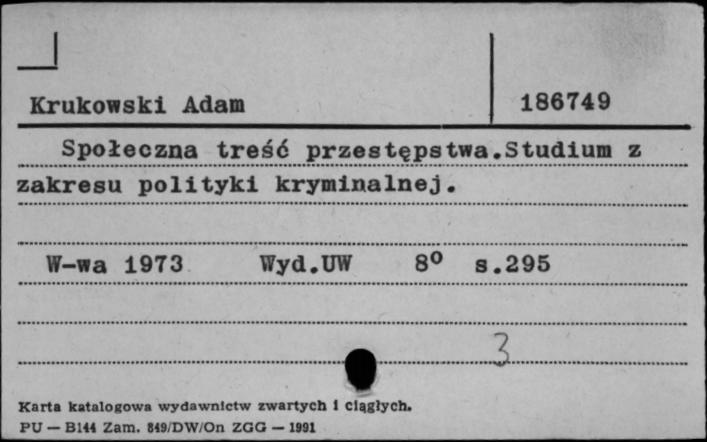 Krukowski Adam 186749
Społeczna treść przestępstwa.Studium z
zakresu polityki kryminalnej.
W-wa 1973 Wyd.UW 8º s.295
3
Karta katalogowa wydawnictw zwartych i ciągłych.
PU — B144 Zam. 849/DW/On ZGG — 1991